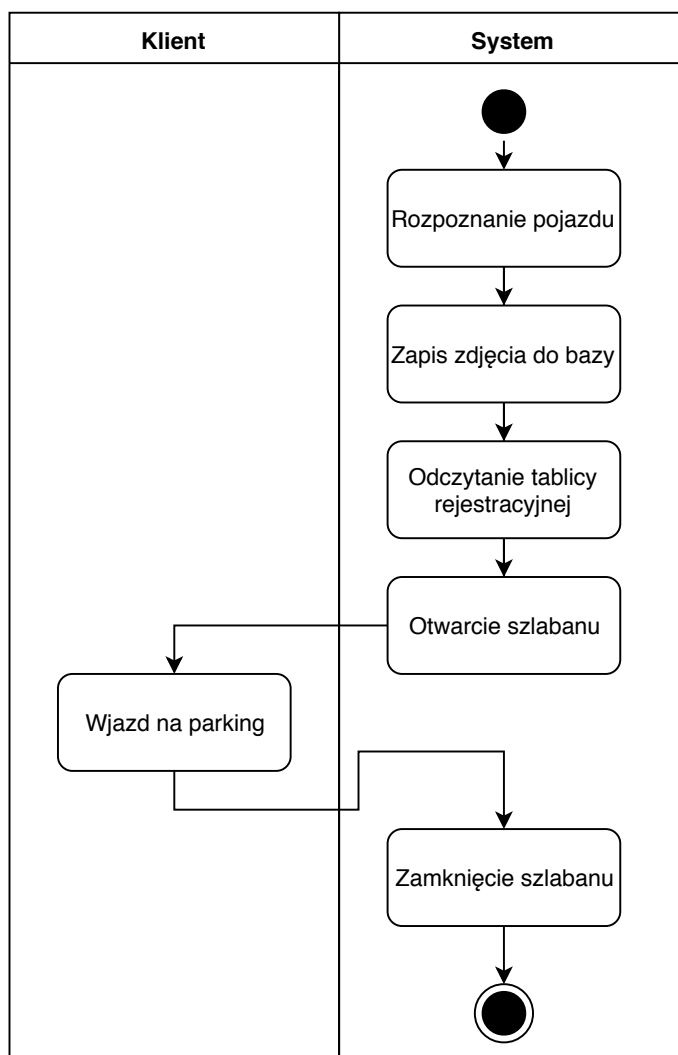 Klient
System
Rozpoznanie pojazdu
Zapis zdjęcia do bazy
Odczytanie tablicy
rejestracyjnej
Otwarcie szlabanu
Wjazd na parking
Zamknięcie szlabanu